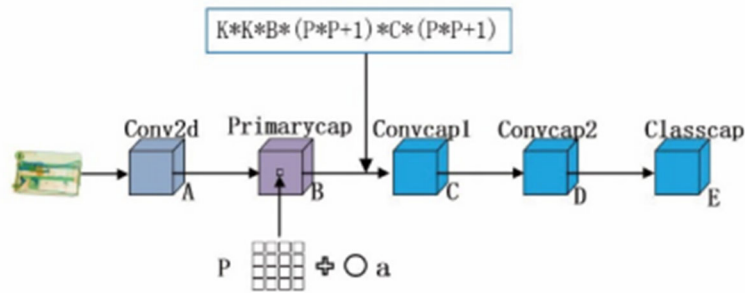 K*K*B*(P*P+1)*C*(P*P+1)
Conv2d Primarycap Convcap1 Convcap2 Classcap
A B C D E
P + a